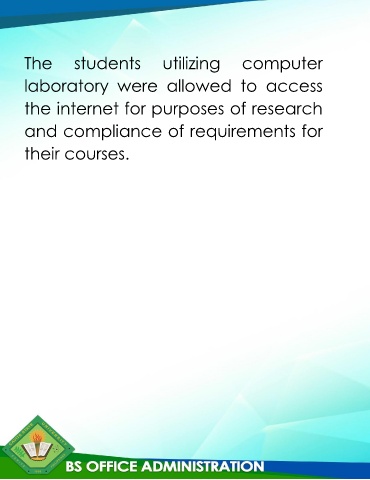 The students utilizing computer
laboratory were allowed to access
the internet for purposes of research
and compliance of requirements for
their courses.
BS OFFICE ADMINISTRATION